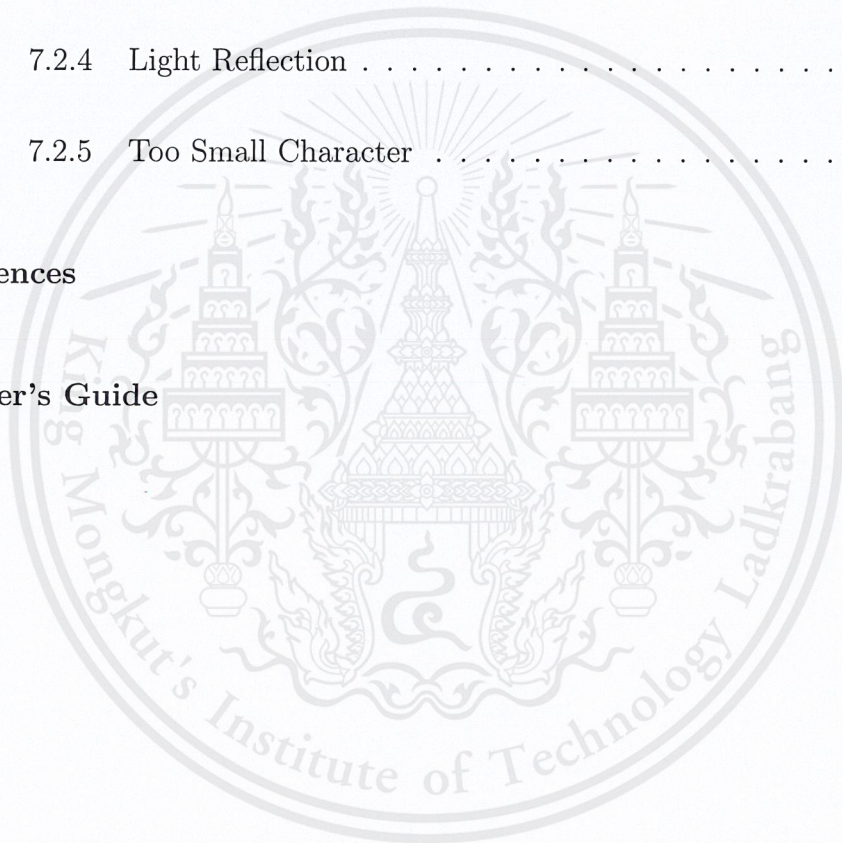 7.2.4 Light Reflection . . . . . . . . . . . . . . . . . . . .
7.2.5 Too Small Character . . . . . . . . . . . . . . . . .
ences
er's Guide
King Mongkut's Institute of Technology Ladkrabang